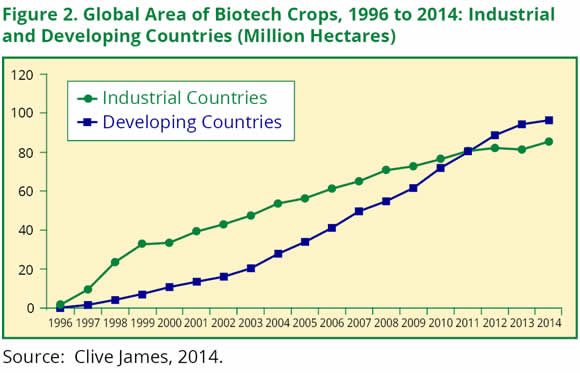 Figure 2. Global Area of Biotech Crops, 1996 to 2014: Industrial
and Developing Countries (Million Hectares)
120
100
80
60
40
20
0
Industrial Countries
Developing Countries
1996 1997 1998 1999 2000 2001 2002 2003 2004 2005 2006 2007 2008 2009 2010 2011 2012 2013 2014
Source: Clive James, 2014.